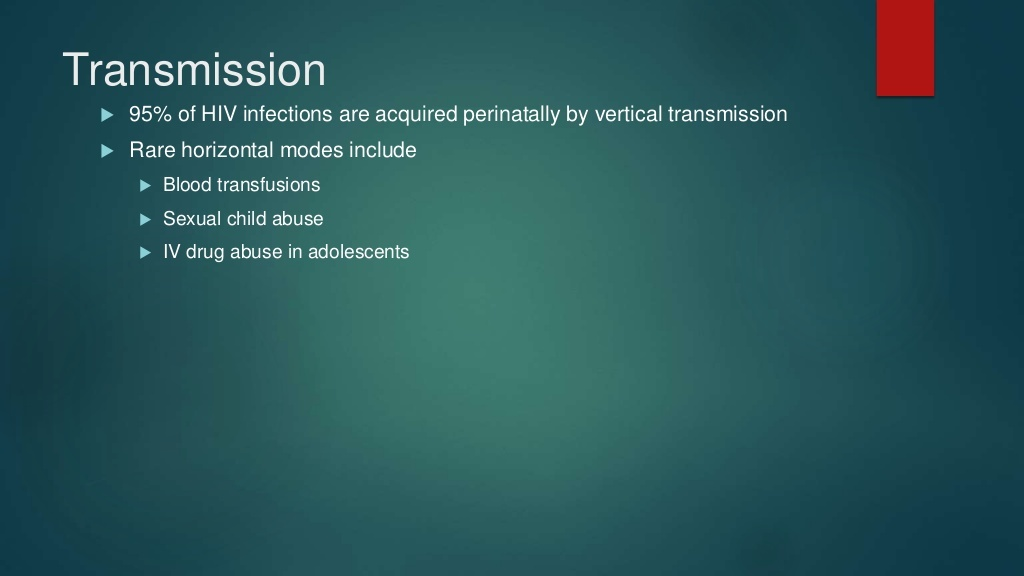 Transmission
95% of HIV infections are acquired perinatally by vertical transmission
Rare horizontal modes include
Blood transfusions
Sexual child abuse
IV drug abuse in adolescents